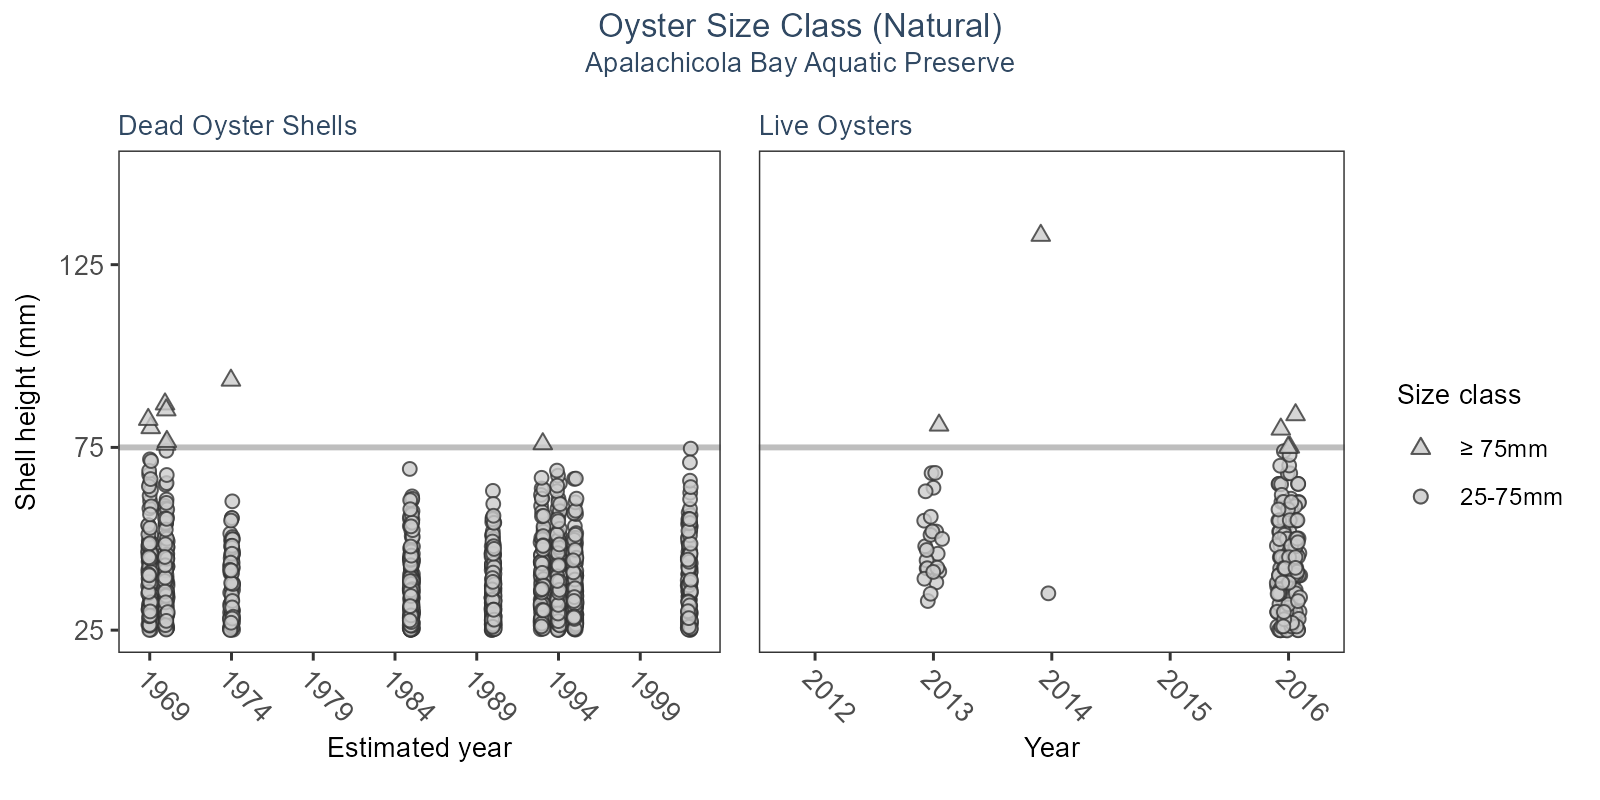 Oyster Size Class (Natural)
Apalachicola Bay Aquatic Preserve
Dead Oyster Shells
Live Oysters
Shell height (mm)
125
75
25
1969
1974
1979
1984
1989
1994
1999
Estimated year
2012
2013
2014
2015
2016
Year
Size class
≥ 75mm
25-75mm